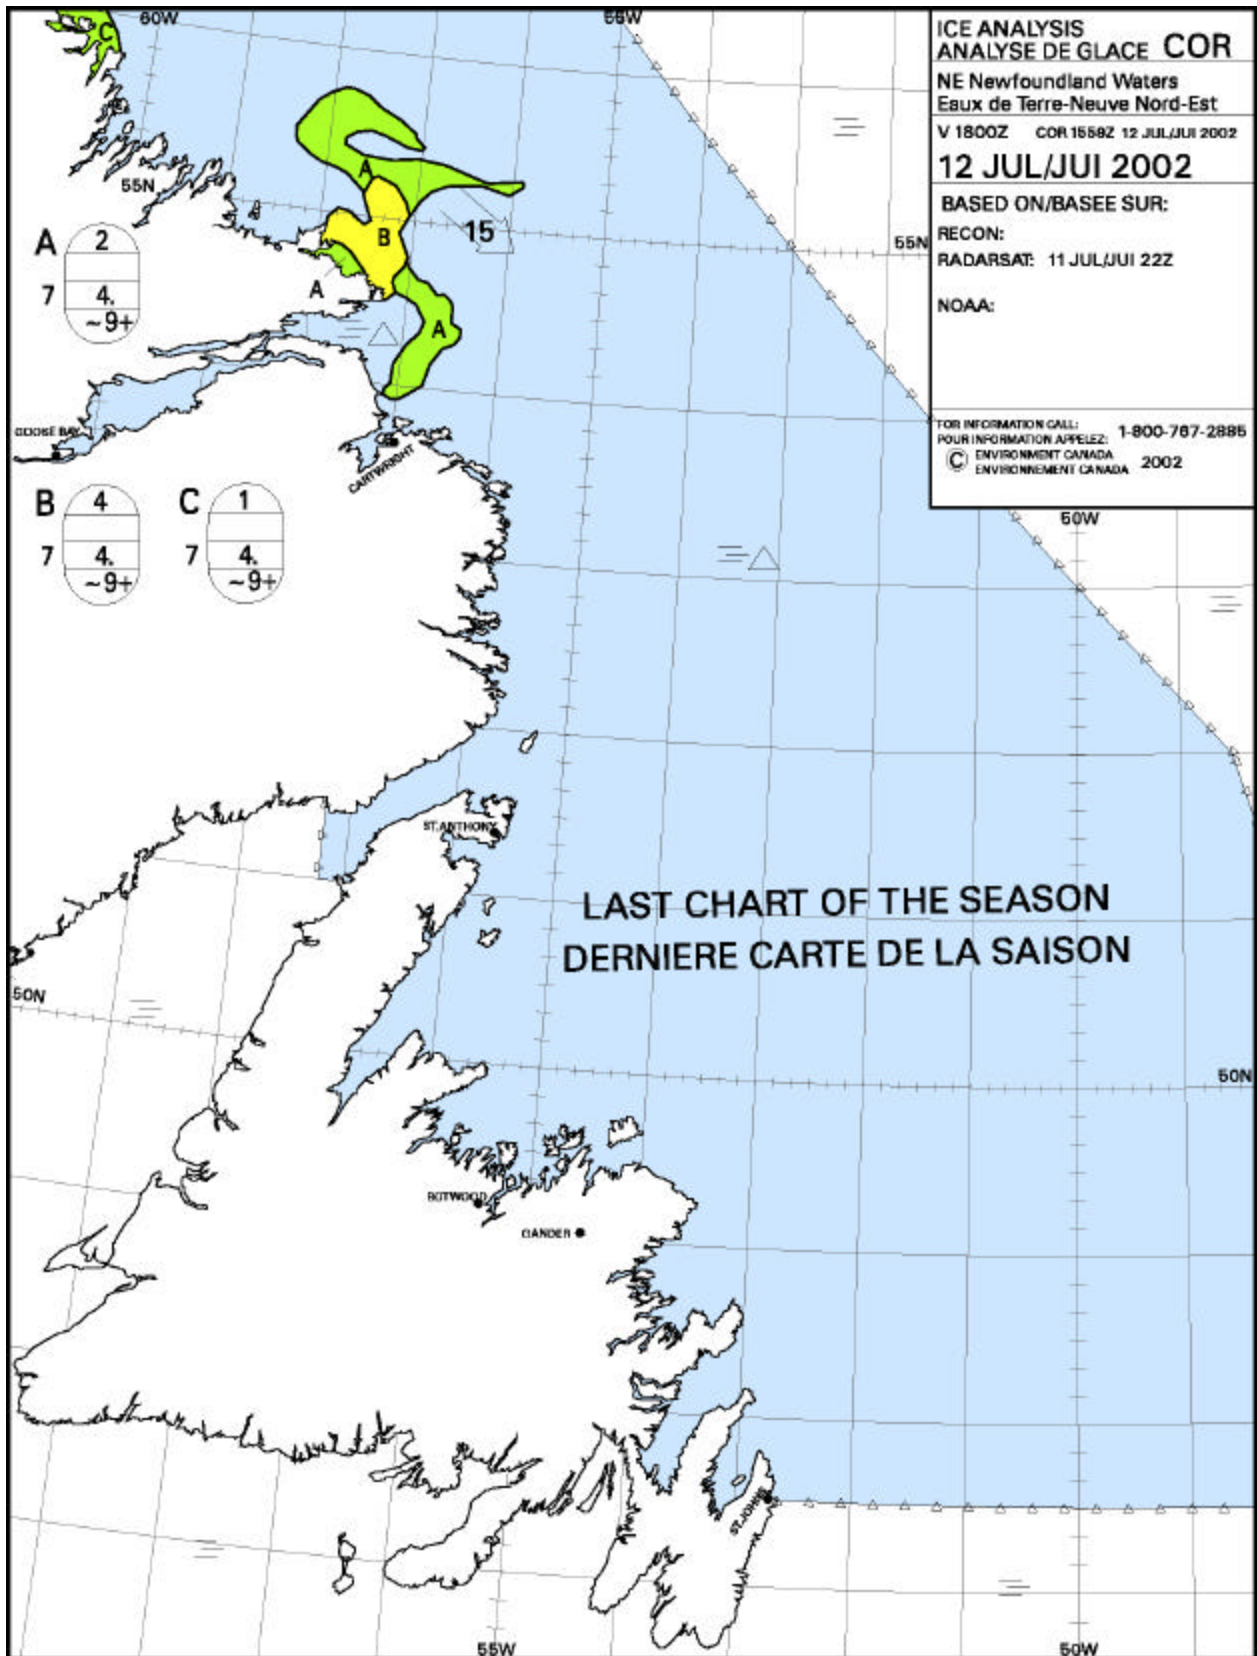 60W
56W
ICE ANALYSIS
ANALYSE DE GLACE COR
NE Newfoundland Waters
Eaux de Terre-Neuve Nord-Est
V 1800Z COR 1559Z 12 JUL/JUI 2002
12 JUL/JUI 2002
BASED ON/BASEE SUR:
RECON:
RADARSAT: 11 JUL/JUI 22Z
NOAA:
FOR INFORMATION CALL:
POUR INFORMATION APPELEZ: 1-800-767-2885
© ENVIRONMENT CANADA
ENVIRONNEMENT CANADA 2002
C
A
55N
15
B
55N
A
A
A 2
7 4.
~9+
GOOSE BAY
CARTWRIGHT
B 4
7 4.
~9+
C 1
7 4.
~9+
50W
ST.ANTHONY
LAST CHART OF THE SEASON
DERNIERE CARTE DE LA SAISON
50N
50N
BOTWOOD
GANDER
ST.JOHNS
55W
50W